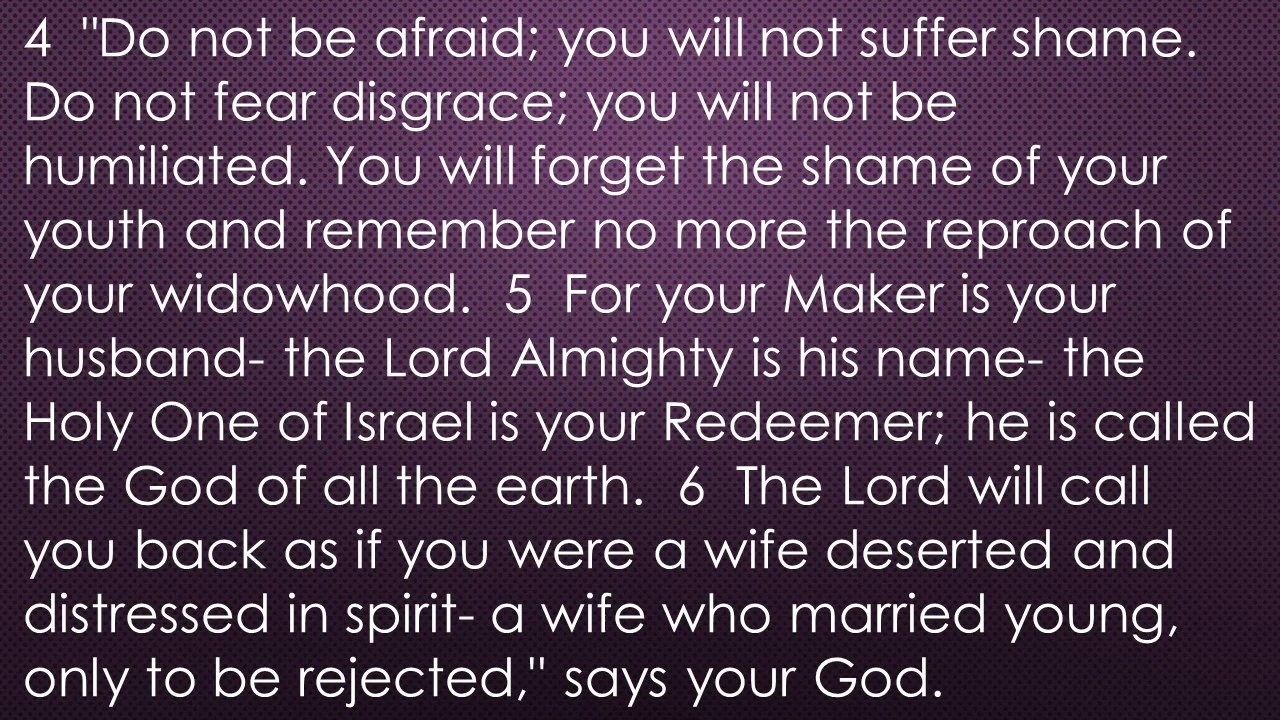 4  "Do not be afraid; you will not suffer shame.
Do not fear disgrace; you will not be
humiliated. You will forget the shame of your
youth and remember no more the reproach of
your widowhood.  5  For your Maker is your
husband- the Lord Almighty is his name- the
Holy One of Israel is your Redeemer; he is called
the God of all the earth.  6  The Lord will call
you back as if you were a wife deserted and
distressed in spirit- a wife who married young,
only to be rejected," says your God.